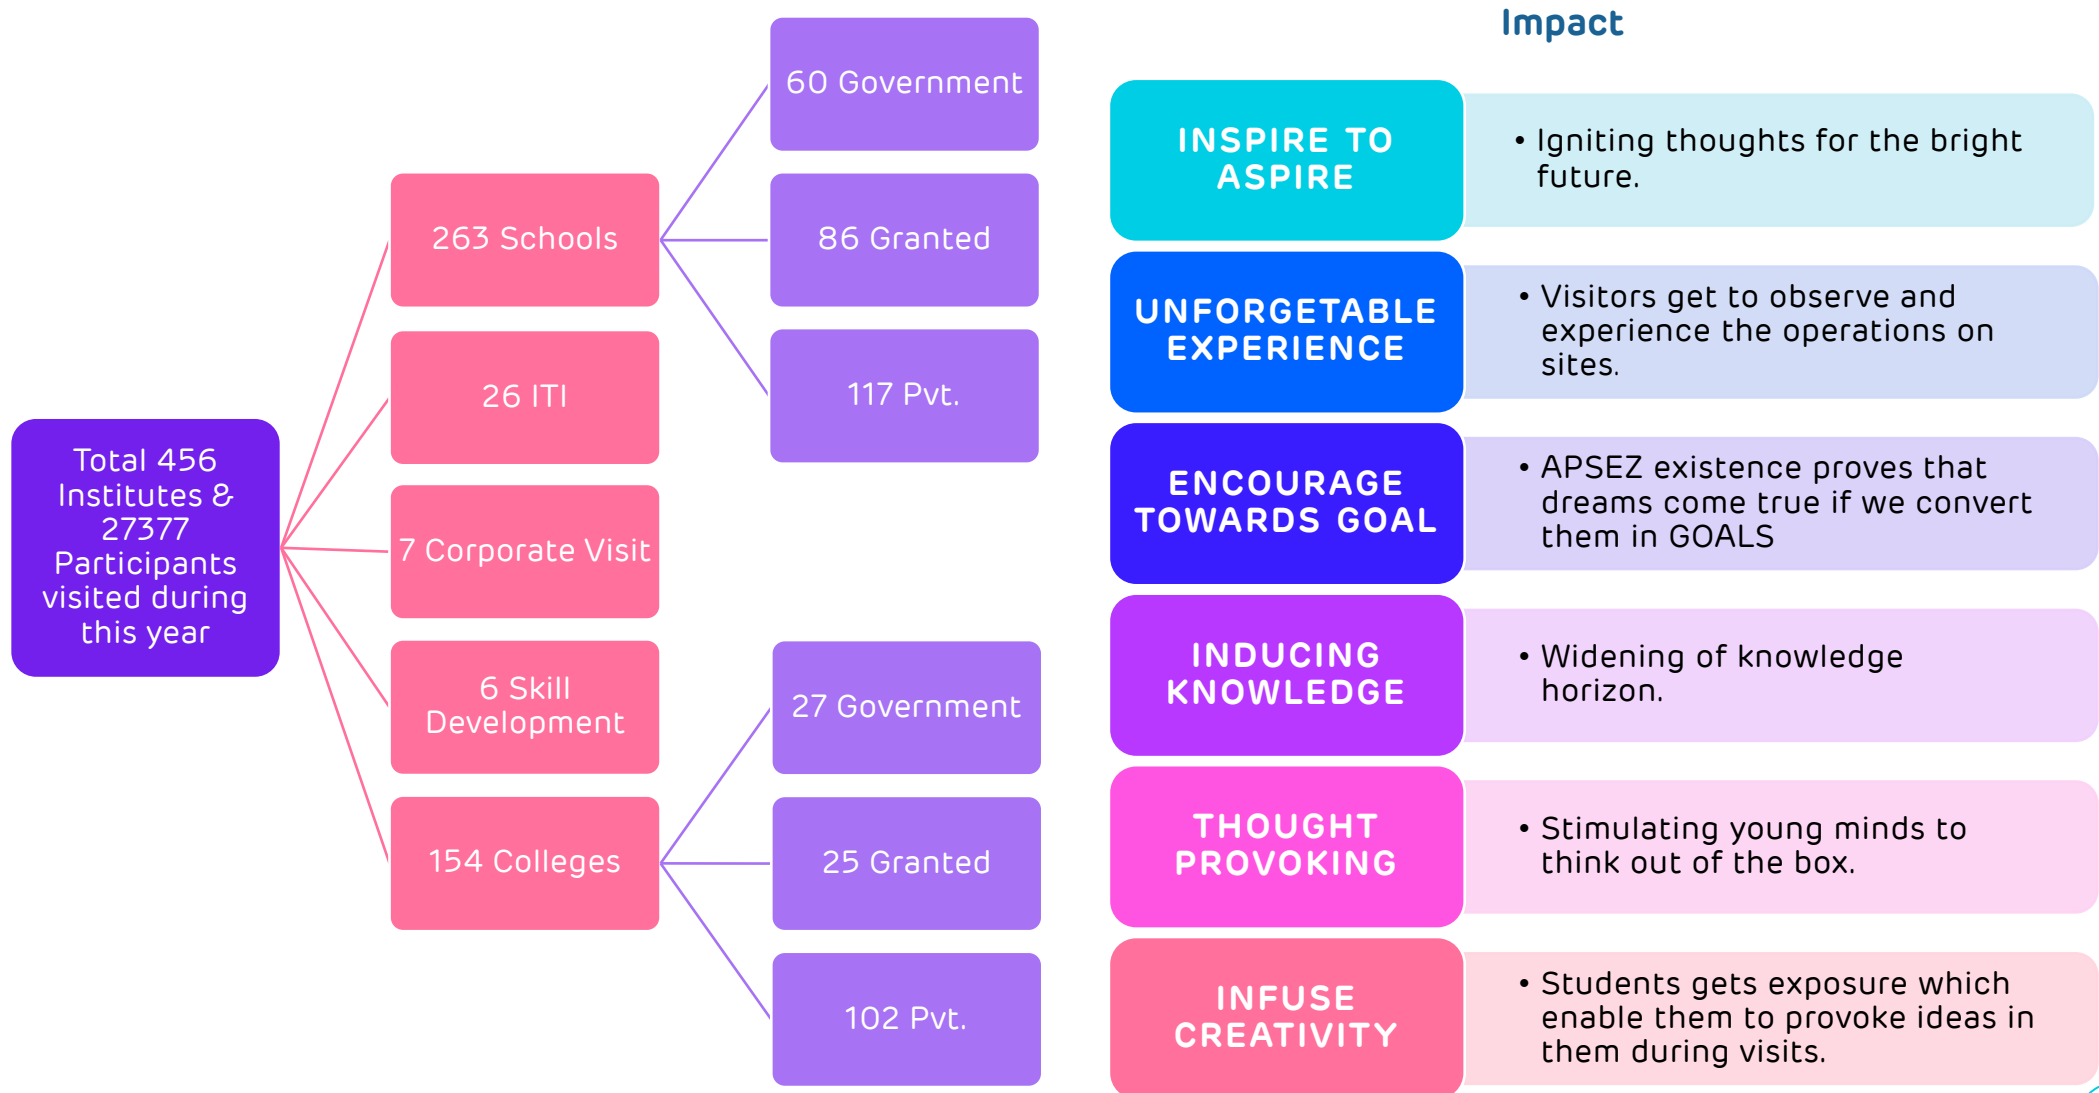 Total 456
Institutes &
27377
Participants
visited during
this year
263 Schools
26 ITI
7 Corporate Visit
6 Skill
Development
154 Colleges
60 Government
86 Granted
117 Pvt.
27 Government
25 Granted
102 Pvt.
Impact
INSPIRE TO
ASPIRE
• Igniting thoughts for the bright
future.
UNFORGETABLE
EXPERIENCE
• Visitors get to observe and
experience the operations on
sites.
ENCOURAGE
TOWARDS GOAL
• APSEZ existence proves that
dreams come true if we convert
them in GOALS
INDUCING
KNOWLEDGE
• Widening of knowledge
horizon.
THOUGHT
PROVOKING
• Stimulating young minds to
think out of the box.
INFUSE
CREATIVITY
• Students gets exposure which
enable them to provoke ideas in
them during visits.